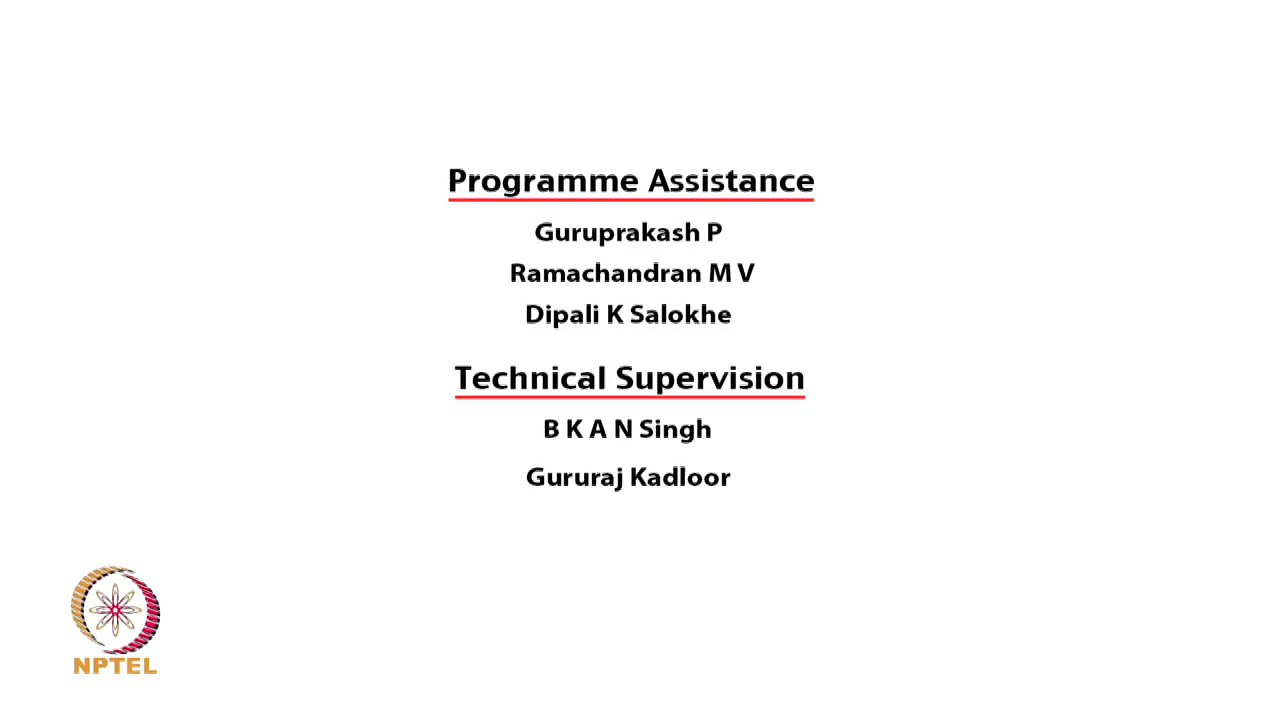 Programme Assistance
Guruprakash P
Ramachandran M V
Dipali K Salokhe
Technical Supervision
B K A N Singh
Gururaj Kadloor
NPTEL